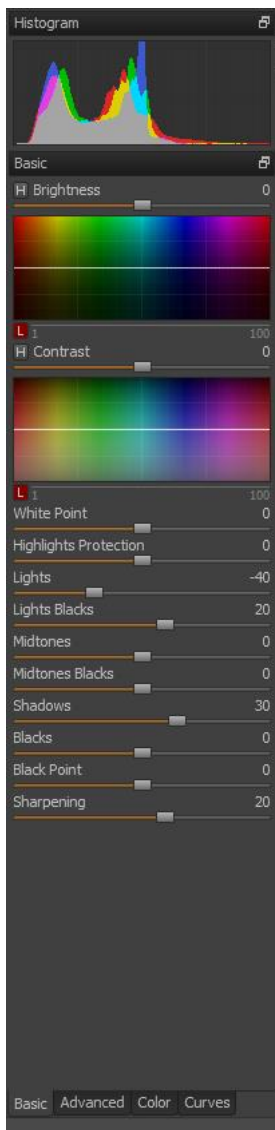 Histogram
Basic
H Brightness 0
L 1 100
H Contrast 0
L 1 100
White Point 0
Highlights Protection 0
Lights -40
Lights Blacks 20
Midtones 0
Midtones Blacks 0
Shadows 30
Blacks 0
Black Point 0
Sharpening 20
Basic Advanced Color Curves